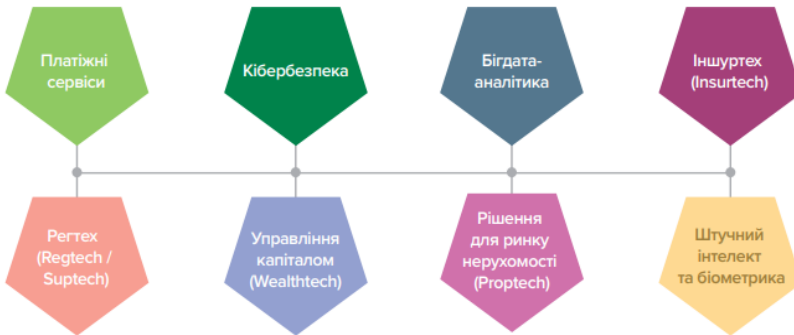 Платіжні
сервіси
Кібербезпека
Бігдата-
аналітика
Іншуртех
(Insurtech)
Регтех
(Regtech /
Suptech)
Управління
капіталом
(Wealthtech)
Рішення
для ринку
нерухомості
(Proptech)
Штучний
інтелект
та біометрика